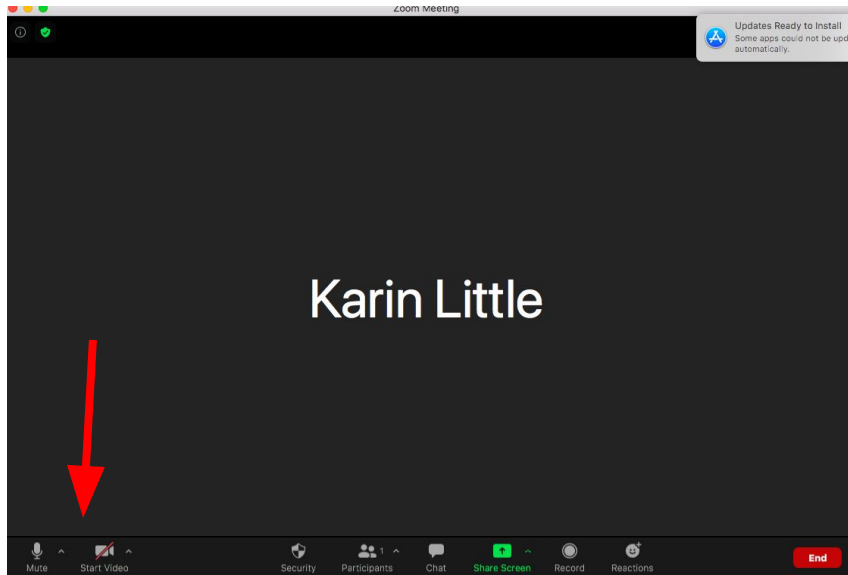 Zoom Meeting
Updates Ready to Install
Some apps could not be upd
automatically.
Karin Little
Mute
Start Video
Security
1
Participants
Chat
Share Screen
Record
Reactions
End